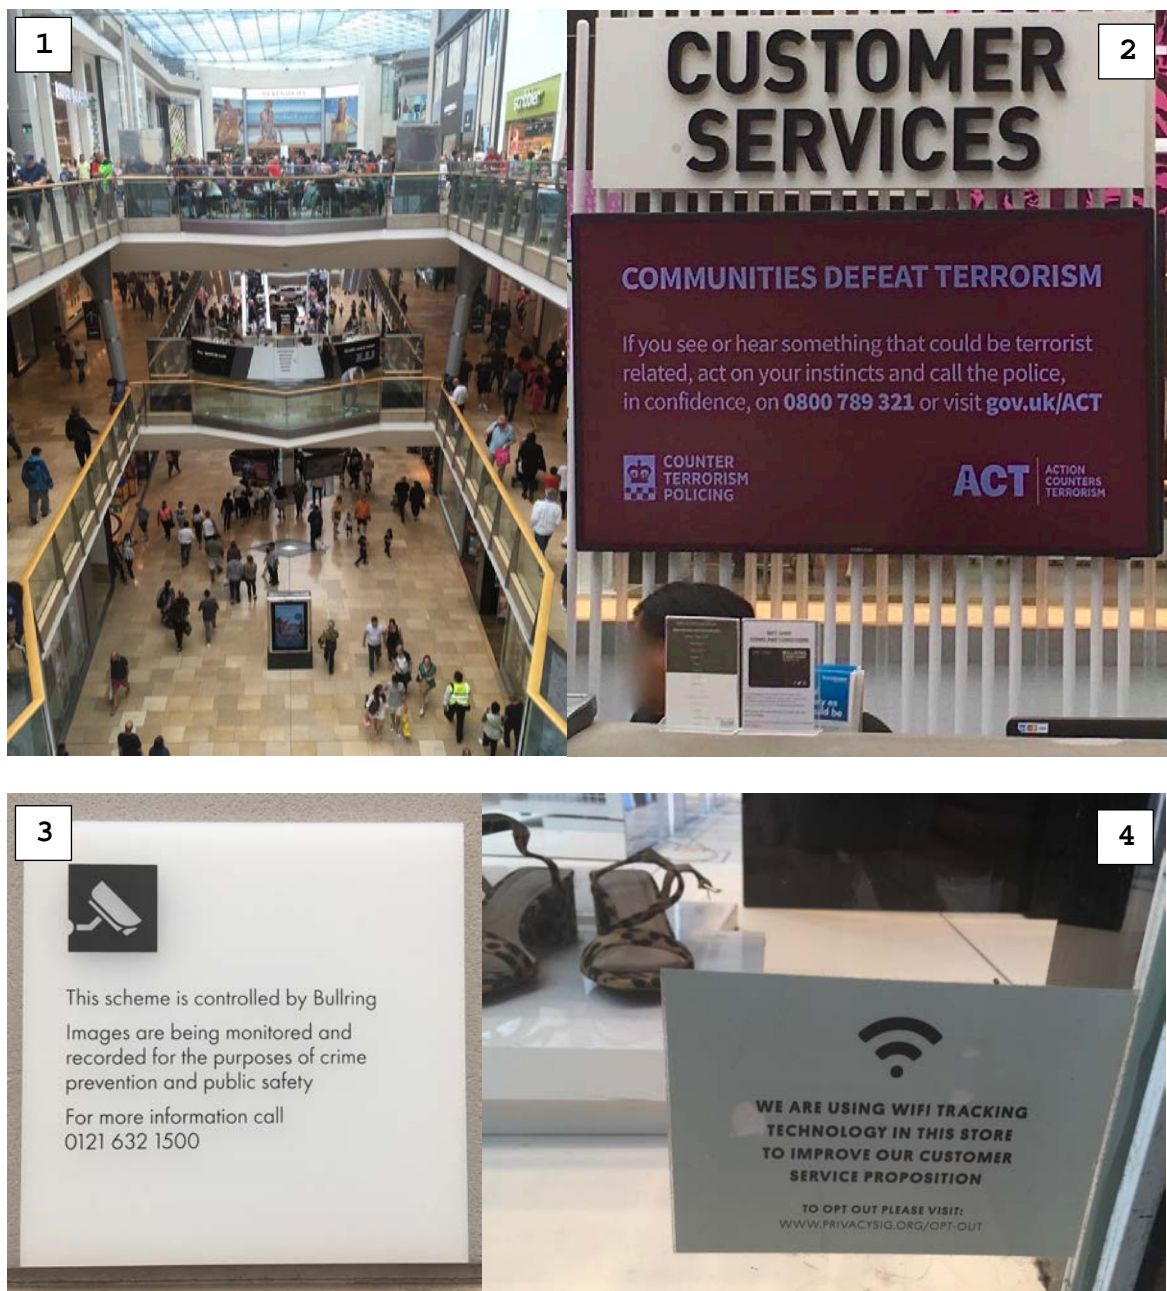 1
scribbler
2
CUSTOMER
SERVICES
COMMUNITIES DEFEAT TERRORISM
If you see or hear something that could be terrorist
related, act on your instincts and call the police,
in confidence, on 0800 789 321 or visit gov.uk/ACT
COUNTER
TERRORISM
POLICING
ACT
ACTION
COUNTERS
TERRORISM
BULLRING
3
This scheme is controlled by Bullring
Images are being monitored and
recorded for the purposes of crime
prevention and public safety
For more information call
0121 632 1500
4
WE ARE USING WIFI TRACKING
TECHNOLOGY IN THIS STORE
TO IMPROVE OUR CUSTOMER
SERVICE PROPOSITION
TO OPT OUT PLEASE VISIT:
WWW.PRIVACYSIG.ORG/OPT-OUT